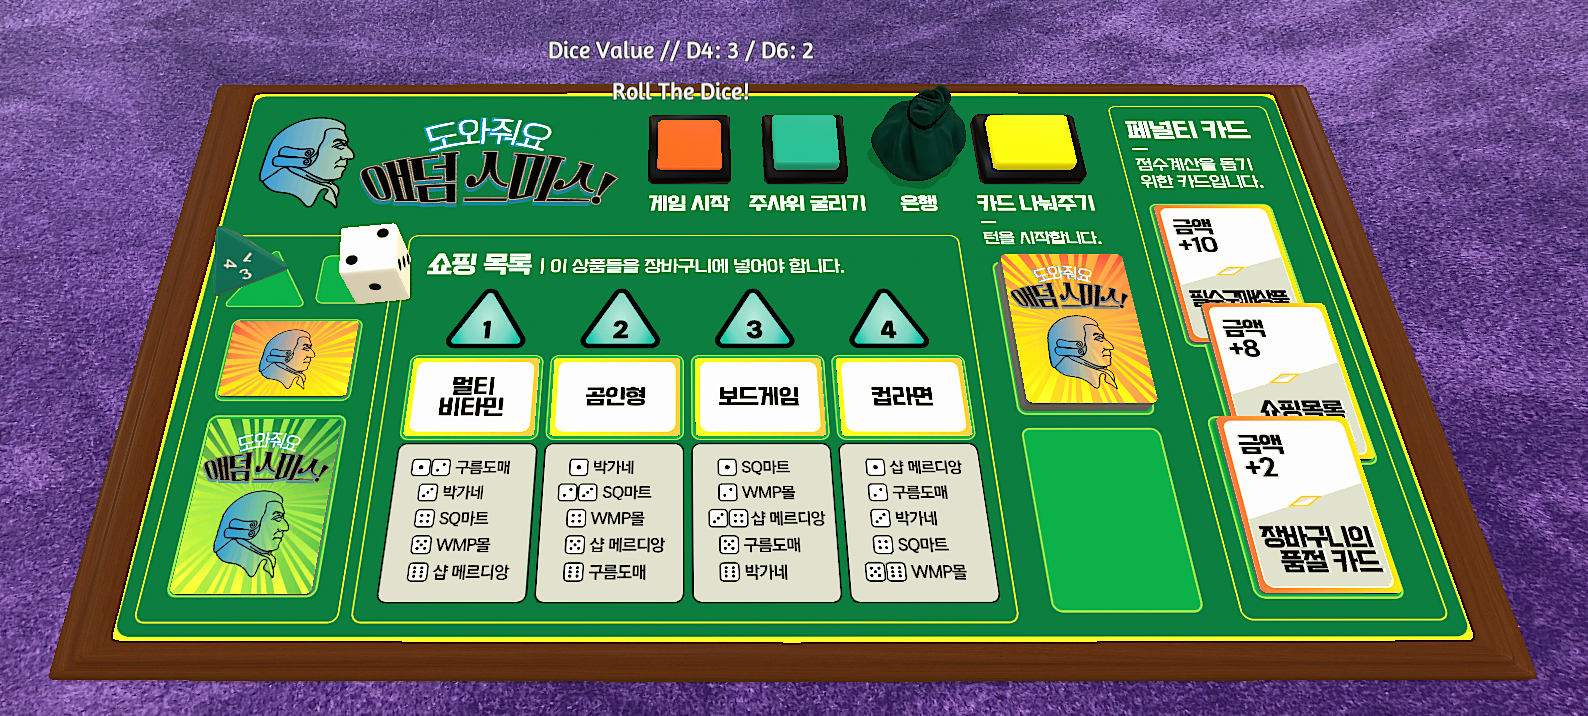 Dice Value // D4: 3 / D6: 2
Roll The Dice!
도와줘요
애덤 스미스!
게임 시작
주사위 굴리기
은행
카드 나눠주기
턴을 시작합니다.
페널티 카드
점수계산을 돕기
위한 카드입니다.
쇼핑 목록 | 이 상품들을 장바구니에 넣어야 합니다.
1
2
3
4
멀티
비타민
곰인형
보드게임
컵라면
구름도매
박가네
SQ마트
WMP몰
샵 메르디앙
박가네
SQ마트
WMP몰
샵 메르디앙
구름도매
SQ마트
WMP몰
샵 메르디앙
구름도매
박가네
샵 메르디앙
구름도매
박가네
SQ마트
WMP몰
도와줘요
애덤 스미스!
도와줘요
애덤 스미스!
금액
+10
필수구매상품
금액
+8
쇼핑목록
금액
+2
장바구니의
품절 카드
4
3